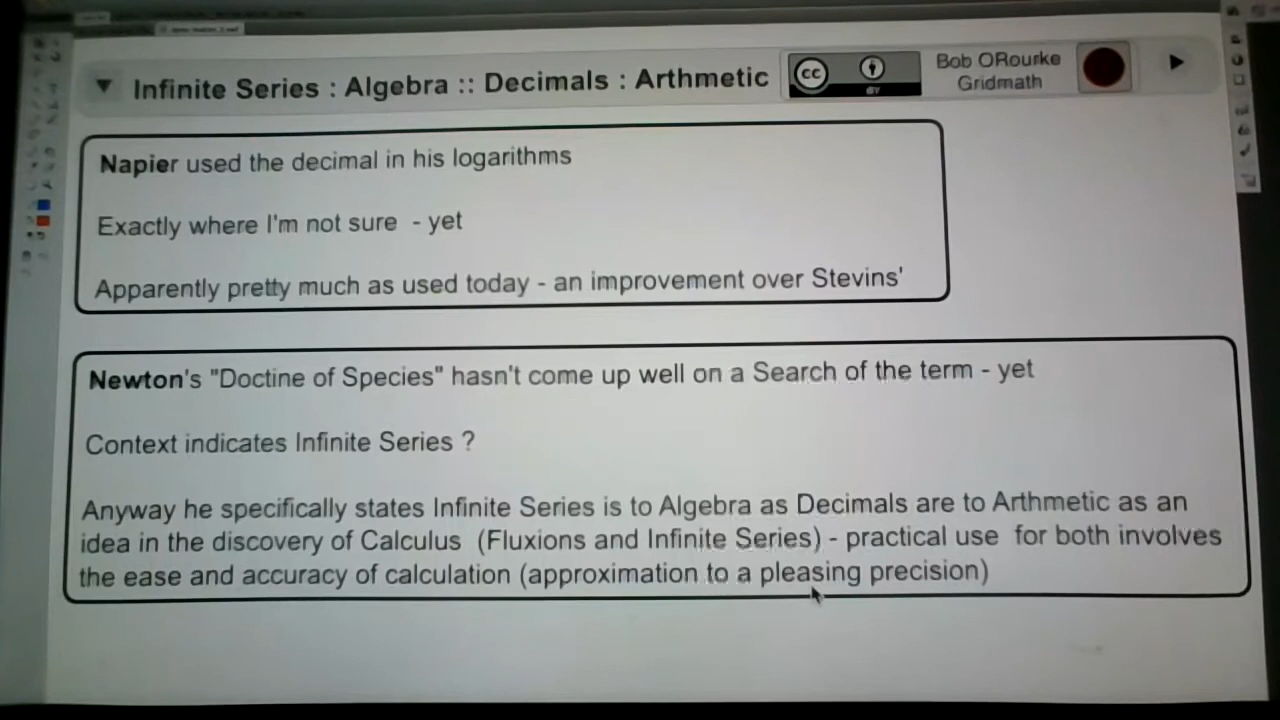 Infinite Series : Algebra :: Decimals : Arthmetic
cc
BY
Bob ORourke
Gridmath
Napier used the decimal in his logarithms
Exactly where I'm not sure - yet
Apparently pretty much as used today - an improvement over Stevins'
Newton's "Doctine of Species" hasn't come up well on a Search of the term - yet
Context indicates Infinite Series ?
Anyway he specifically states Infinite Series is to Algebra as Decimals are to Arthmetic as an
idea in the discovery of Calculus (Fluxions and Infinite Series) - practical use for both involves
the ease and accuracy of calculation (approximation to a pleasing precision)